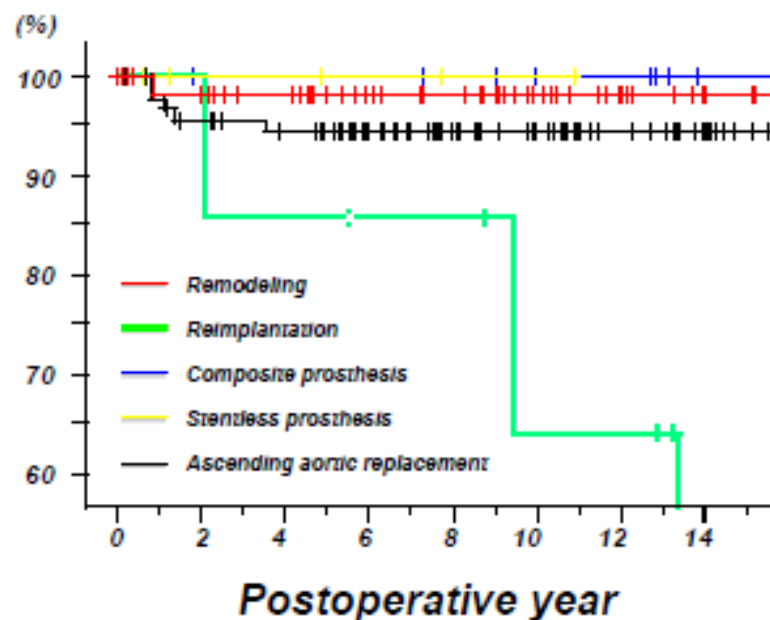 (%)
100
90
80
70
60
Remodeling
Reimplantation
Composite prosthesis
Stentless prosthesis
Ascending aortic replacement
0 2 4 6 8 10 12 14
Postoperative year